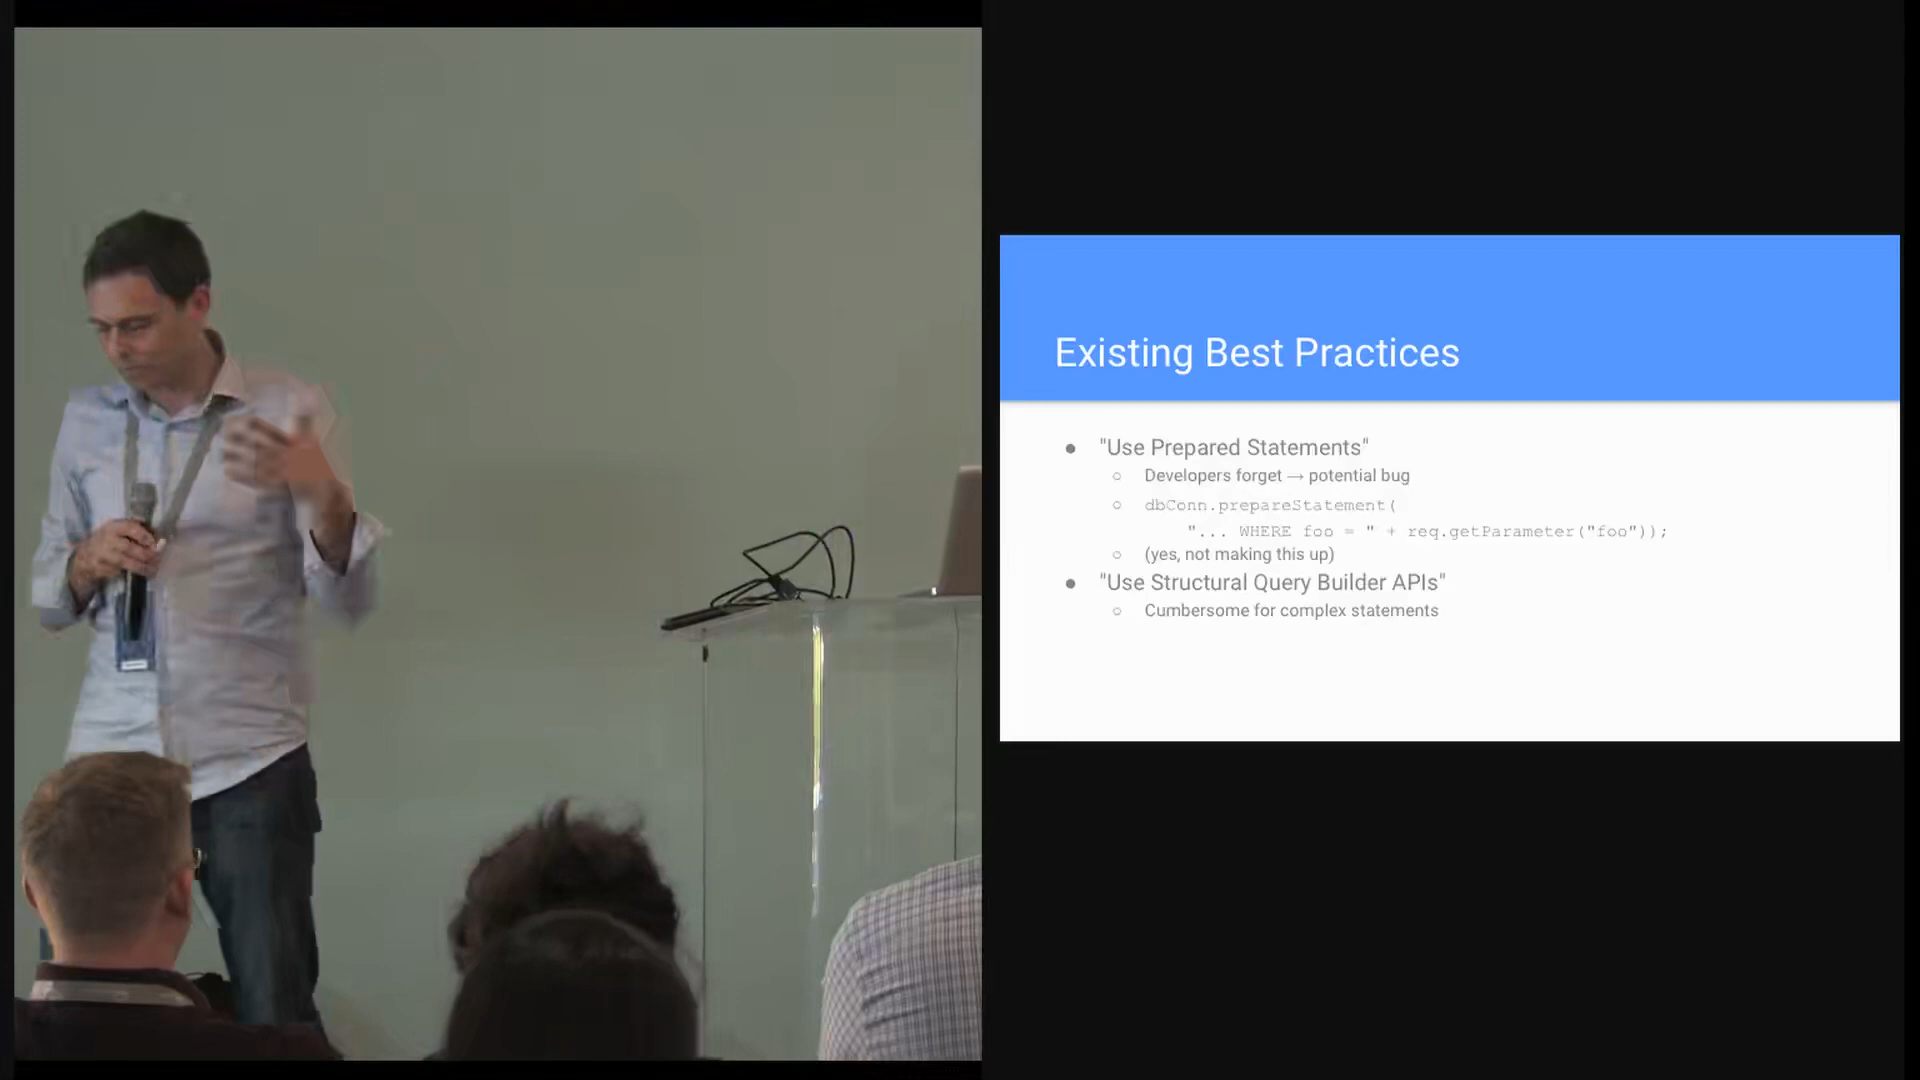 Existing Best Practices
● "Use Prepared Statements"
○ Developers forget → potential bug
○ dbConn.prepareStatement(
"... WHERE foo = " + req.getParameter("foo"));
○ (yes, not making this up)
● "Use Structural Query Builder APIs"
○ Cumbersome for complex statements